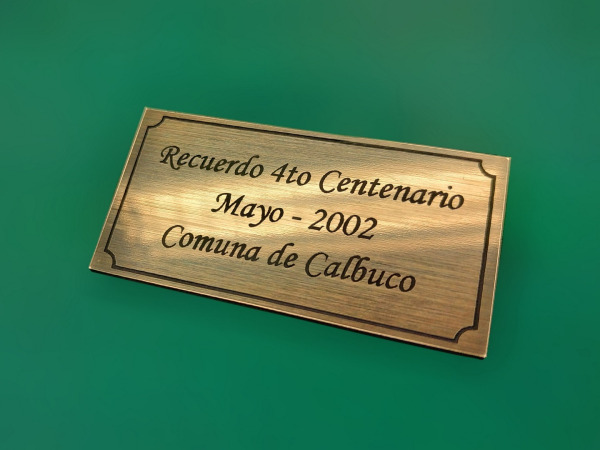 Recuerdo 4to Centenario
Mayo - 2002
Comuna de Calbuco